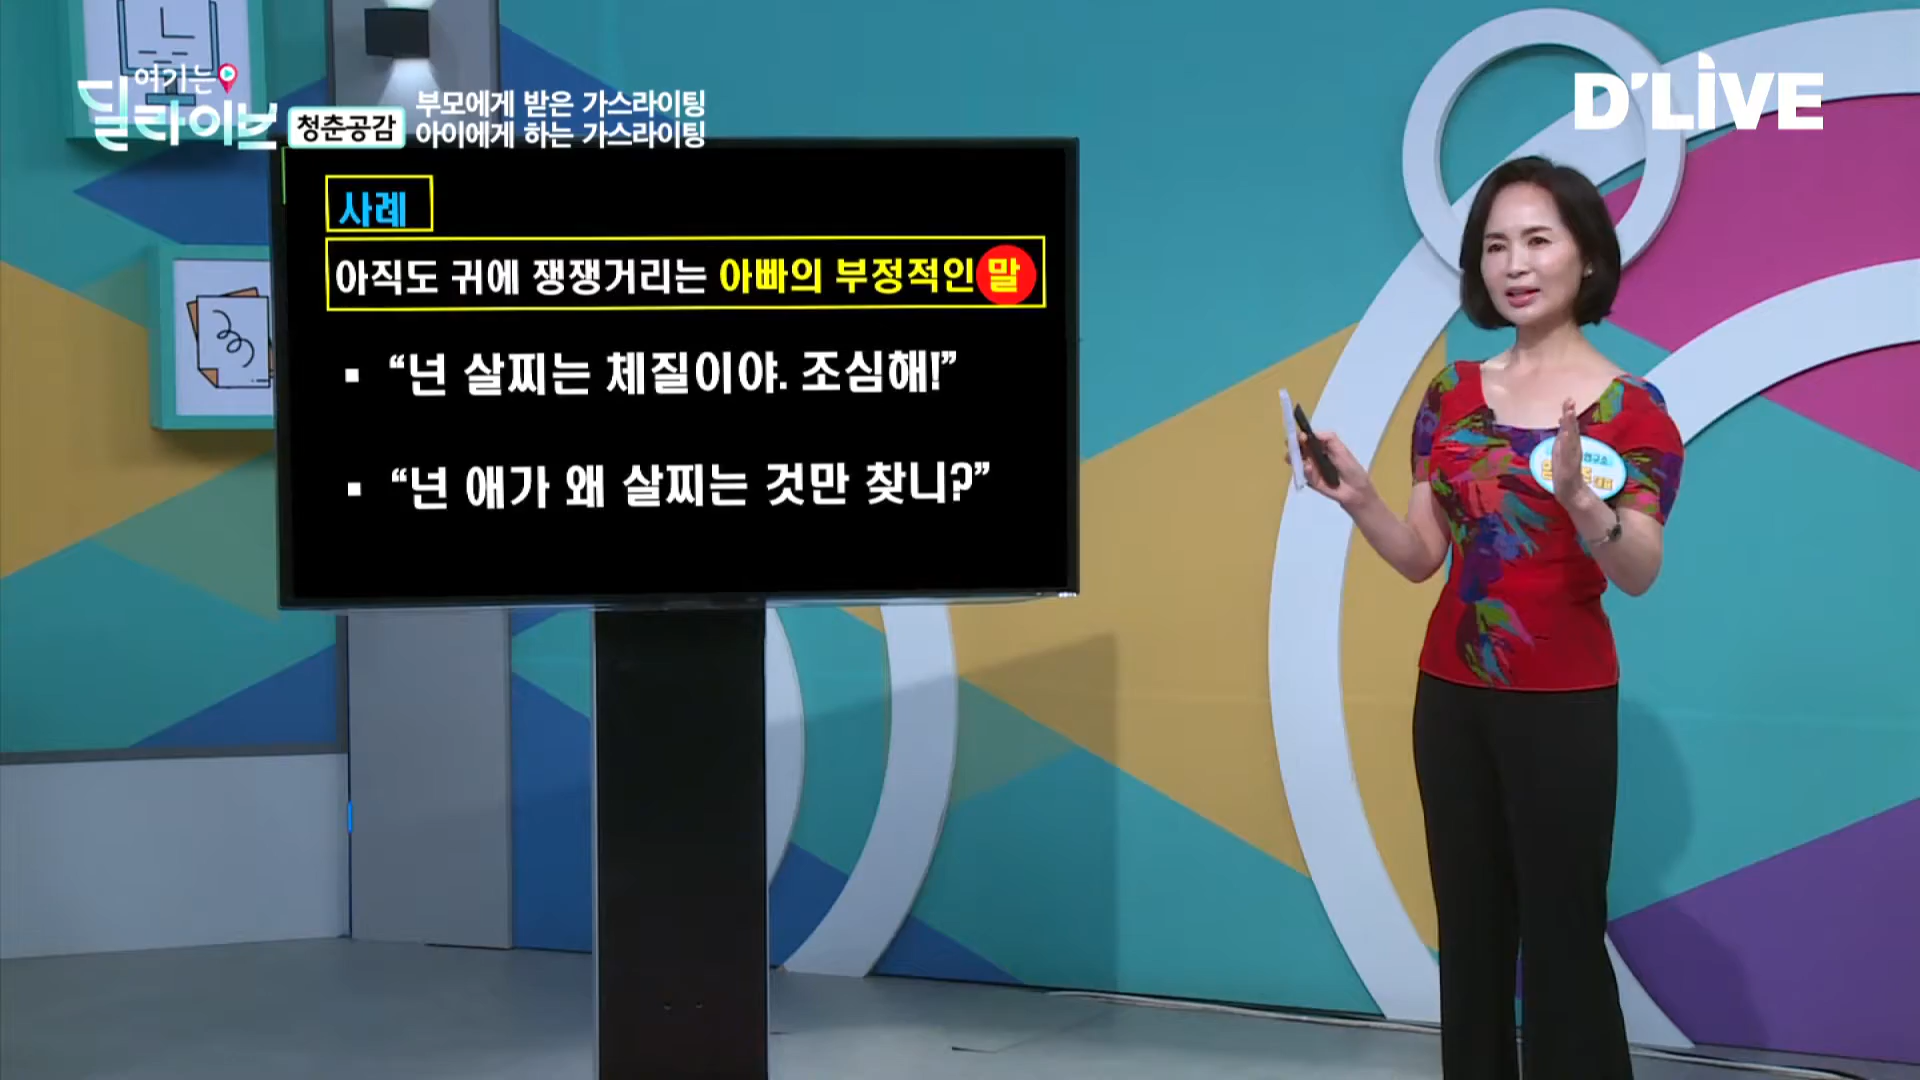 여기는
딜라이브
청춘공감
부모에게 받은 가스라이팅
아이에게 하는 가스라이팅
D'LIVE
사례
아직도 귀에 쟁쟁거리는 아빠의 부정적인 말
▪ “넌 살찌는 체질이야. 조심해!”
▪ “넌 애가 왜 살찌는 것만 찾니?”